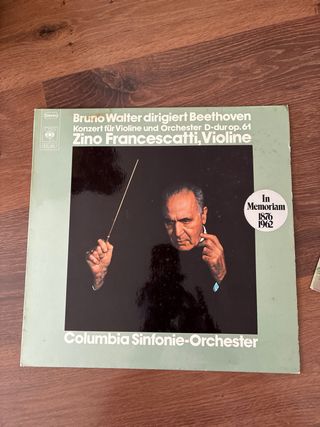 Bruno Walter dirigiert Beethoven
Konzert für Violine und Orchester D-dur op. 61
Zino Francescatti, Violine
In
Memoriam
1876
1962
Columbia Sinfonie-Orchester